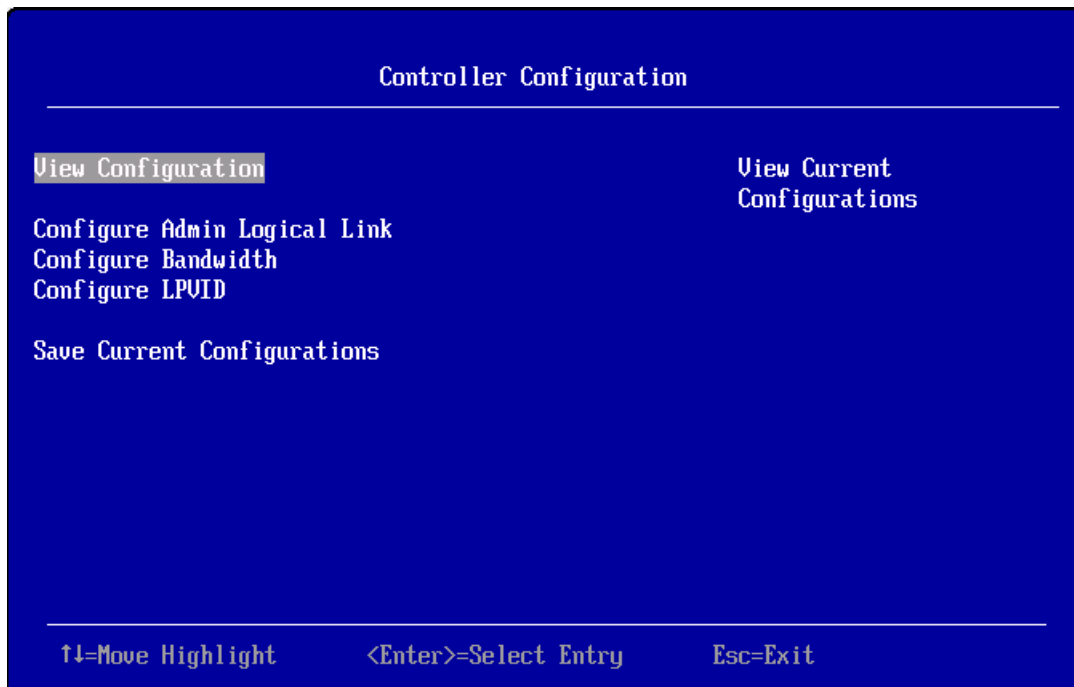 Controller Configuration
View Configuration
View Current
Configurations
Configure Admin Logical Link
Configure Bandwidth
Configure LPVID
Save Current Configurations
↑↓=Move Highlight <Enter>=Select Entry Esc=Exit